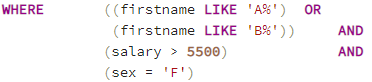 WHERE ((firstname LIKE 'A%') OR
(firstname LIKE 'B%')) AND
(salary > 5500) AND
(sex = 'F')